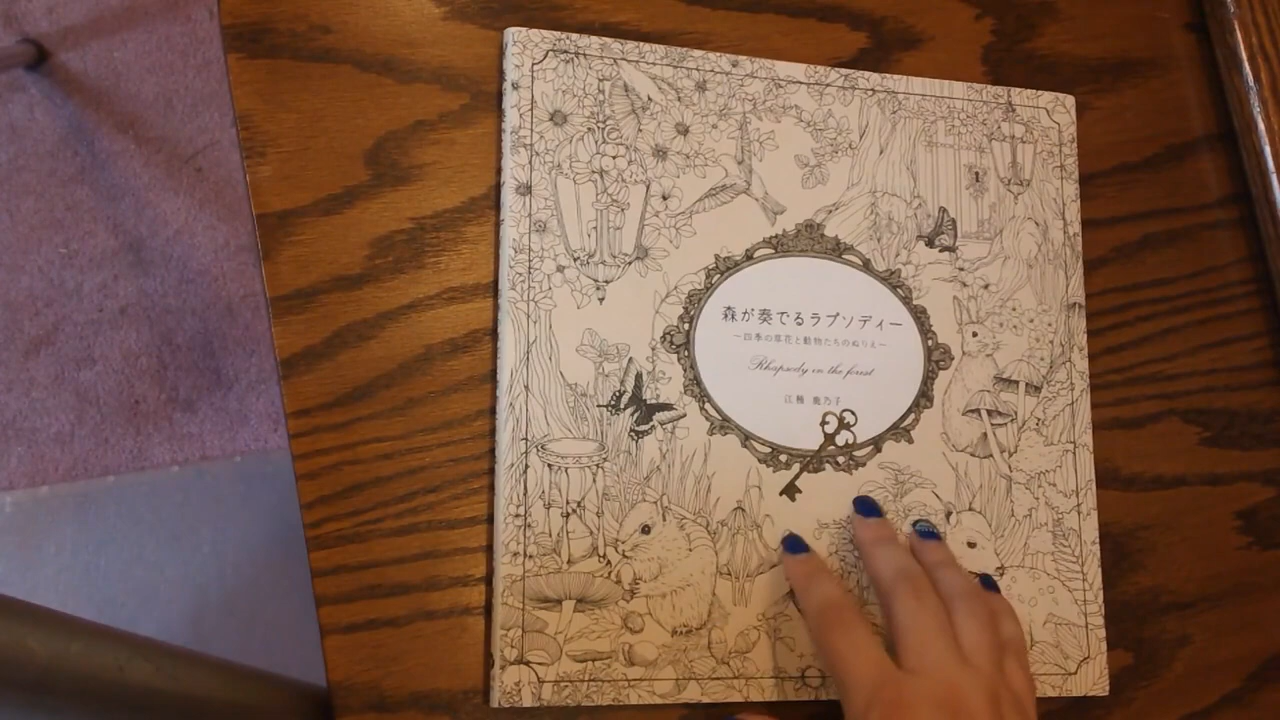 森が奏でるラプソディー
〜四季の草花と動物たちのぬりえ〜
Rhapsody in the forest
江種 鹿乃子